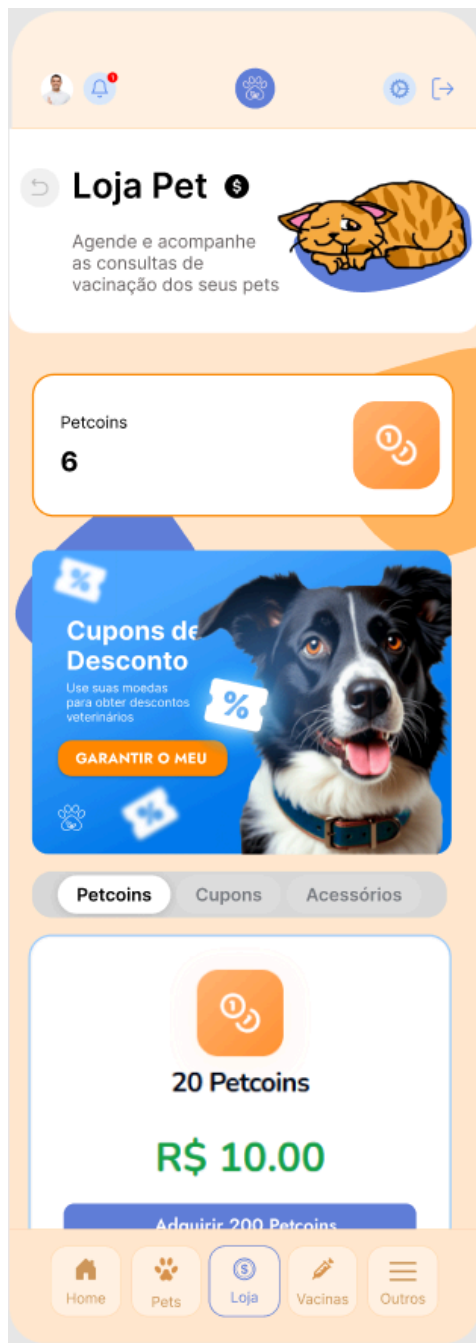 Loja Pet
Agende e acompanhe
as consultas de
vacinação dos seus pets
Petcoins
6
Cupons de
Desconto
Use suas moedas
para obter descontos
veterinários
GARANTIR O MEU
Petcoins Cupons Acessórios
20 Petcoins
R$ 10.00
Adquirir 200 Petcoins
Home Pets Loja Vacinas Outros